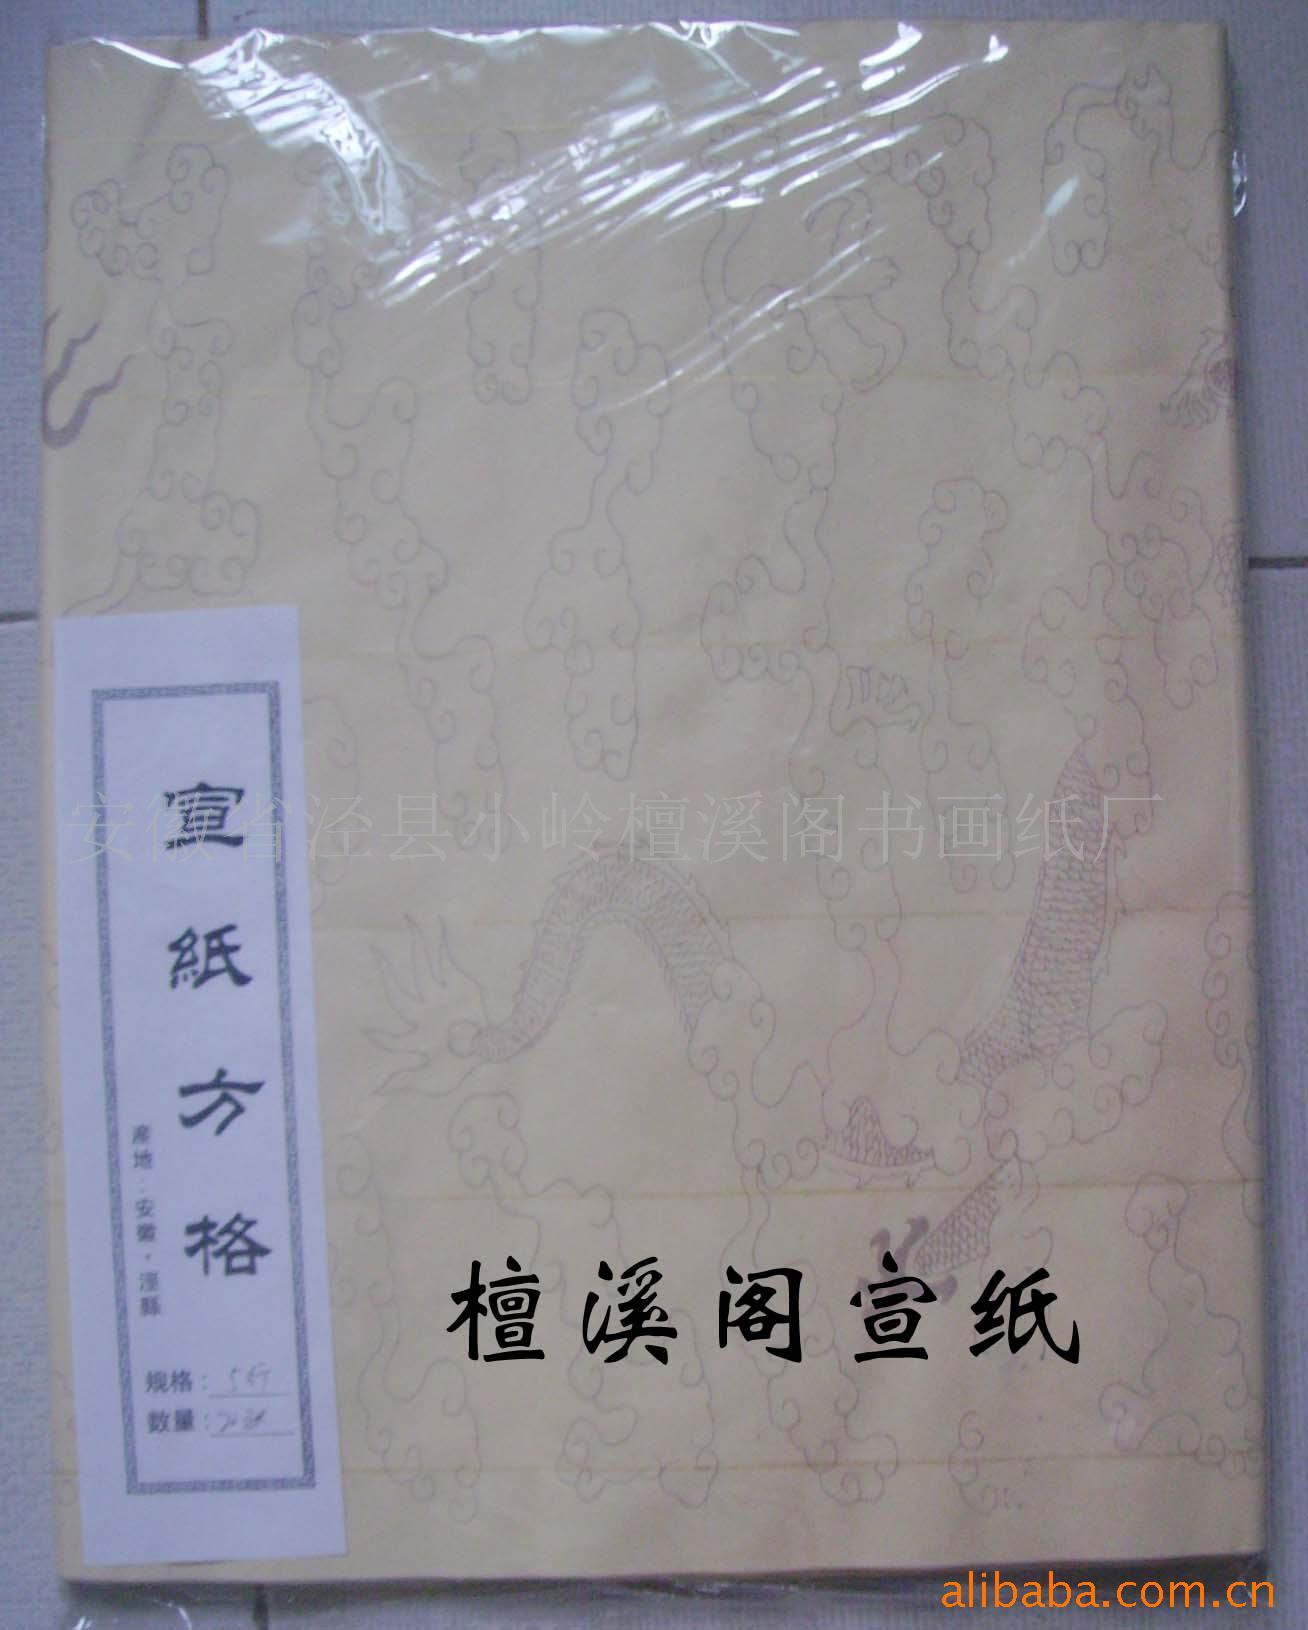 安徽省泾县小岭檀溪阁书画纸厂
宣紙方格
産地：安徽·涇縣
规格：
數量：
檀溪阁宣纸
alibaba.com.cn